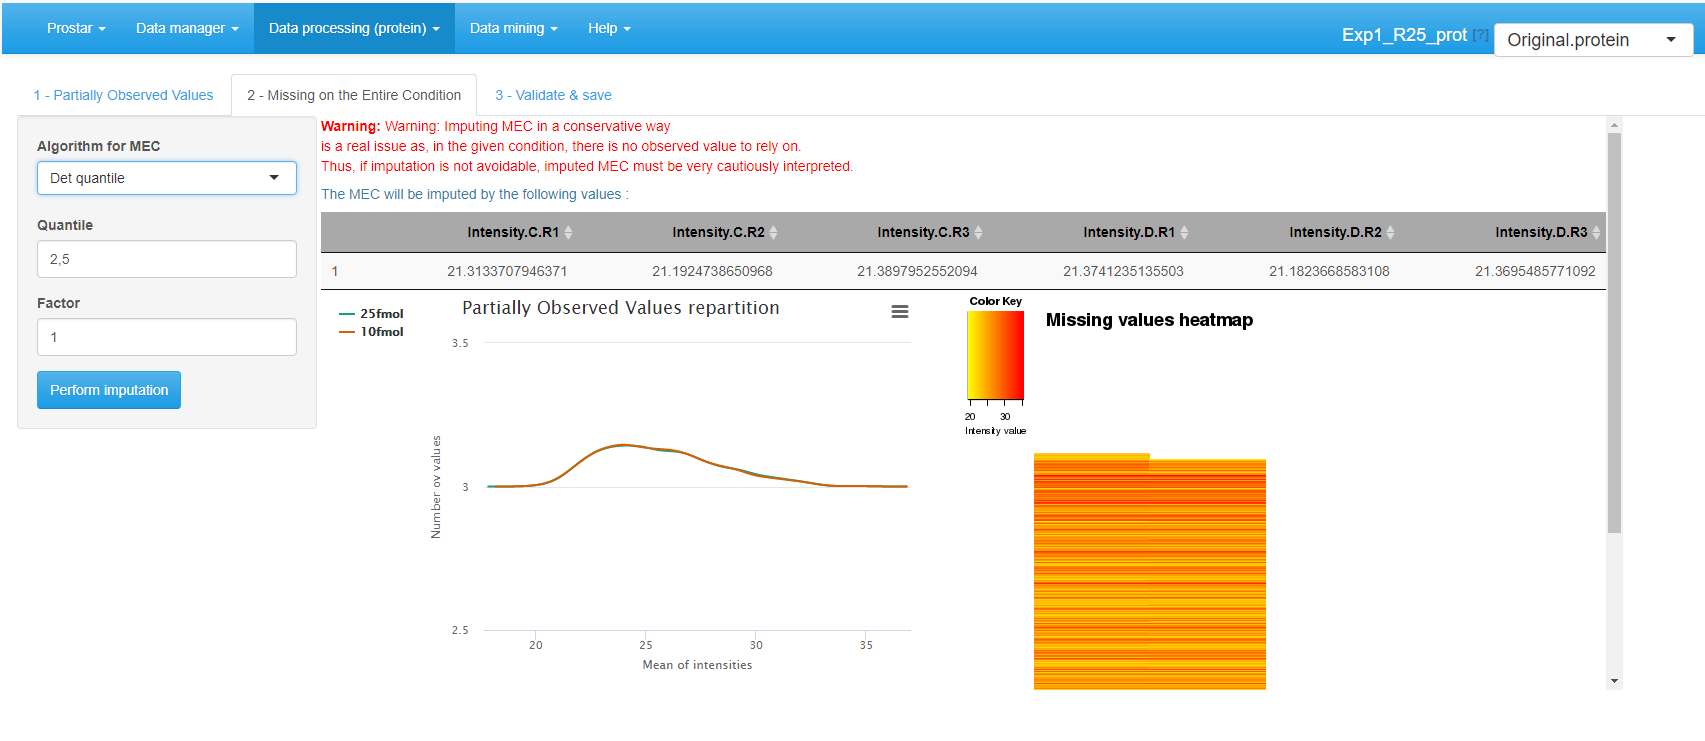 Prostar Data manager Data processing (protein) Data mining Help Exp1_R25_prot [?] Original.protein
1 - Partially Observed Values 2 - Missing on the Entire Condition 3 - Validate & save
Algorithm for MEC
Det quantile
Quantile
2,5
Factor
1
Perform imputation
Warning: Warning: Imputing MEC in a conservative way
is a real issue as, in the given condition, there is no observed value to rely on.
Thus, if imputation is not avoidable, imputed MEC must be very cautiously interpreted.
The MEC will be imputed by the following values :
Intensity.C.R1 Intensity.C.R2 Intensity.C.R3 Intensity.D.R1 Intensity.D.R2 Intensity.D.R3
1 21.3133707946371 21.1924738650968 21.3897952552094 21.3741235135503 21.1823668583108 21.3695485771092
Partially Observed Values repartition
25fmol
10fmol
3.5
3
2.5
Number ov values
20 25 30 35
Mean of intensities
Color Key
20 30
Intensity value
Missing values heatmap